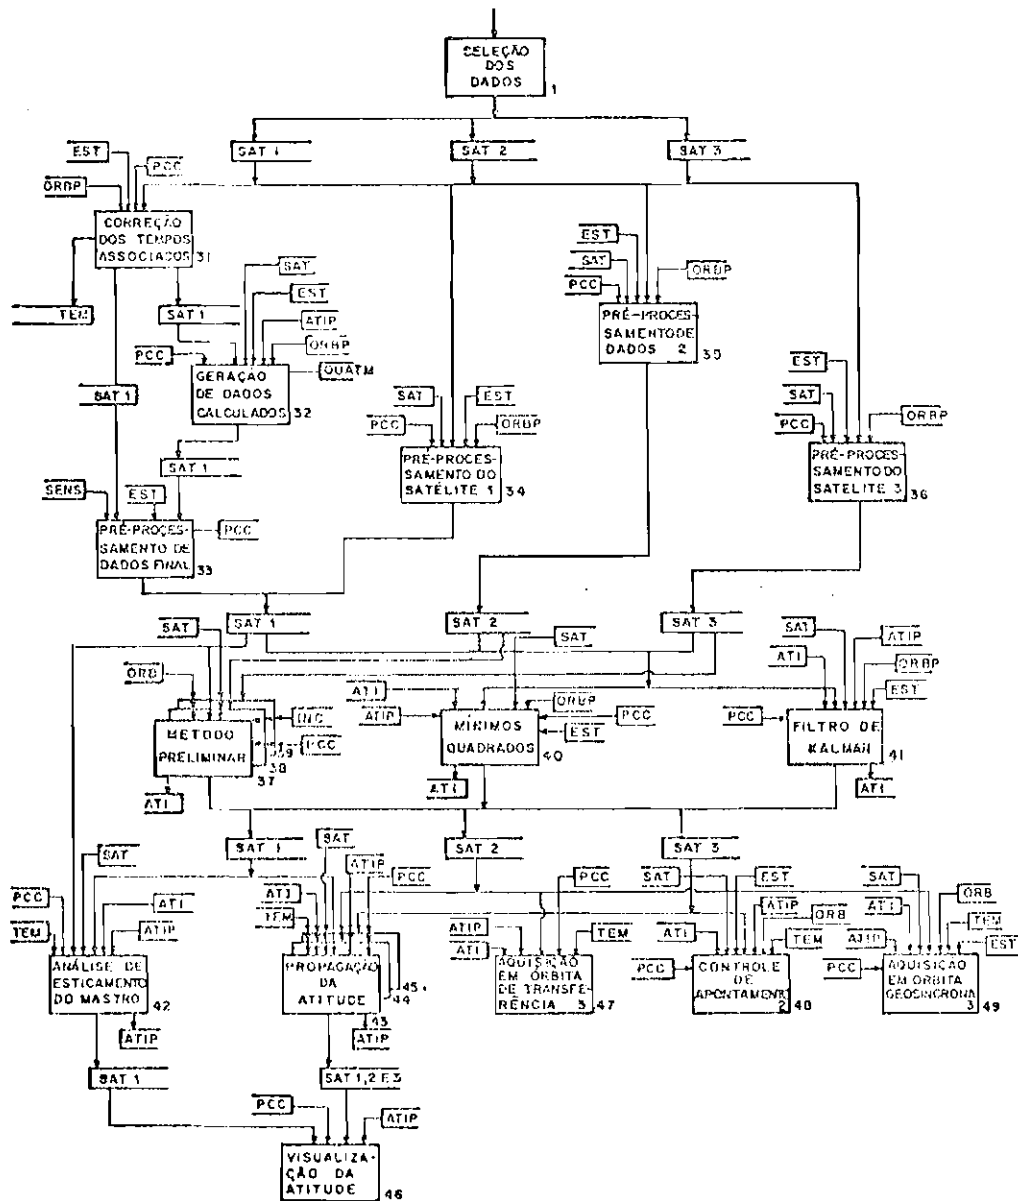 SELEÇÃO
DOS
DADOS
1
SAT 1
SAT 2
SAT 3
EST
PCC
ORBP
CORREÇÃO
DOS TEMPOS
ASSOCIADOS
31
TEM
SAT 1
SAT
EST
ATIP
ORBP
PCC
QUATM
GERAÇÃO
DE DADOS
CALCULADOS
32
SAT 1
SAT 1
SENS
EST
PCC
PRÉ-PROCES-
SAMENTO DE
DADOS FINAL
33
SAT
EST
PCC
ORBP
PRÉ-PROCES-
SAMENTO DO
SATÉLITE 1
34
EST
SAT
ORBP
PCC
PRÉ-PROCES-
SAMENTO DE
DADOS 2
35
EST
SAT
ORBP
PCC
PRÉ-PROCES-
SAMENTO DO
SATÉLITE 3
36
SAT 1
SAT 2
SAT 3
SAT
ORB
INC
PCC
MÉTODO
PRELIMINAR
39
38
37
ATI
SAT
ATI
ORBP
ATIP
PCC
EST
MÍNIMOS
QUADRADOS
40
ATI
SAT
ATIP
ATI
ORBP
EST
PCC
FILTRO DE
KALMAN
41
ATI
SAT 1
SAT 2
SAT 3
SAT
PCC
ATI
TEM
ATIP
ANÁLISE DE
ESTICAMENTO
DO MASTRO
42
ATIP
SAT
ATIP
PCC
ATI
TEM
PROPAGAÇÃO
DA
ATITUDE
45
44
43
ATIP
PCC
ATIP
TEM
ATI
AQUISIÇÃO
EM ÓRBITA
DE TRANSFE-
RÊNCIA 3
47
SAT
EST
ATIP
ORB
ATI
TEM
PCC
CONTROLE
DE
APONTAMENTO
2
48
SAT
ORB
ATI
TEM
ATIP
EST
PCC
AQUISIÇÃO
EM ÓRBITA
GEOSÍNCRONA
3
49
SAT 1
SAT 1,2 E 3
PCC
ATIP
VISUALIZA-
ÇÃO DA
ATITUDE
46